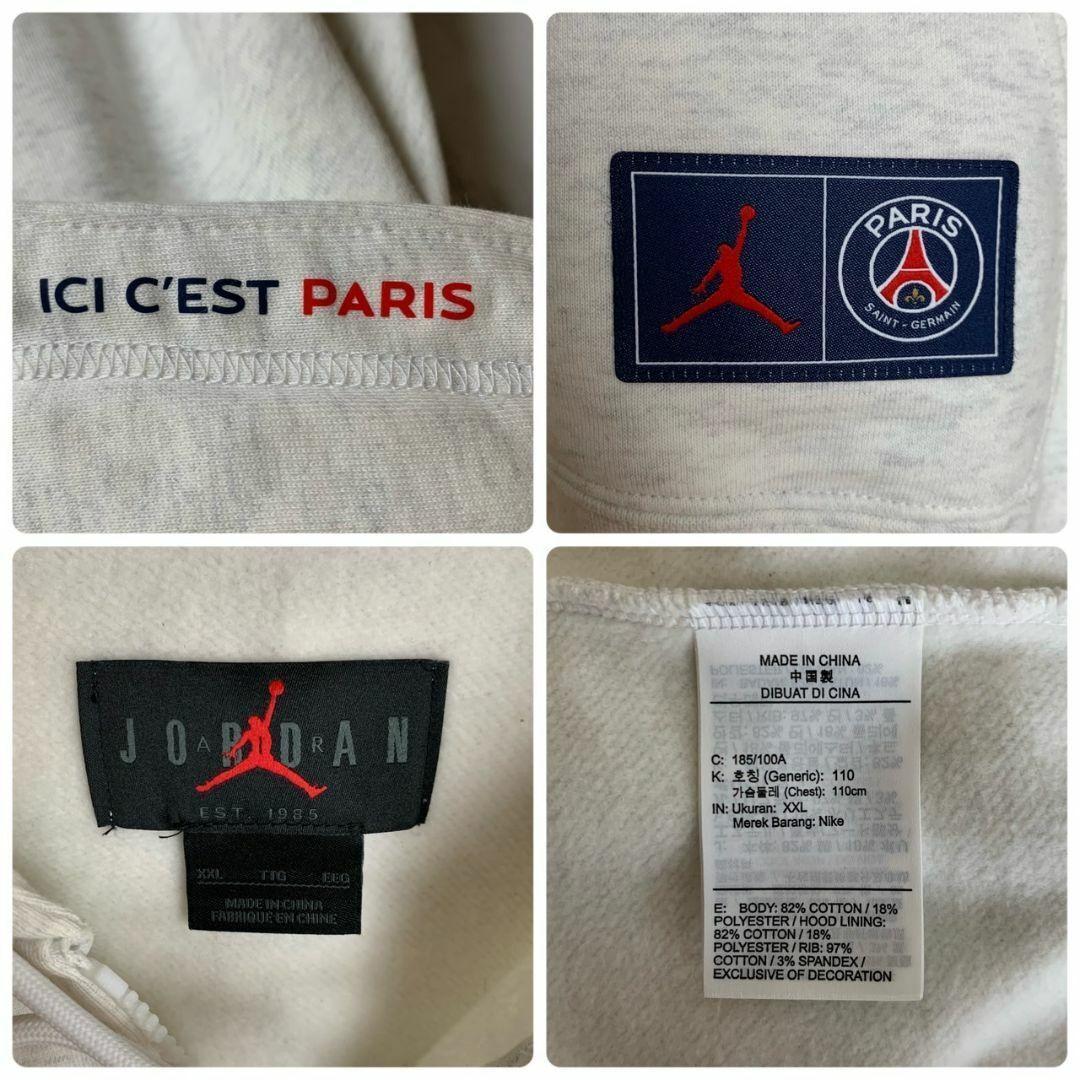 ICI C'EST PARIS
PARIS
SAINT-GERMAIN
JORDAN
AIR
EST. 1985
XXL TTG EEG
MADE IN CHINA
FABRIQUE EN CHINE
MADE IN CHINA
中国製
DIBUAT DI CINA
C: 185/100A
K: 호칭 (Generic): 110
가슴둘레 (Chest): 110cm
IN: Ukuran: XXL
Merek Barang: Nike
E: BODY: 82% COTTON / 18%
POLYESTER / HOOD LINING:
82% COTTON / 18%
POLYESTER / RIB: 97%
COTTON / 3% SPANDEX /
EXCLUSIVE OF DECORATION